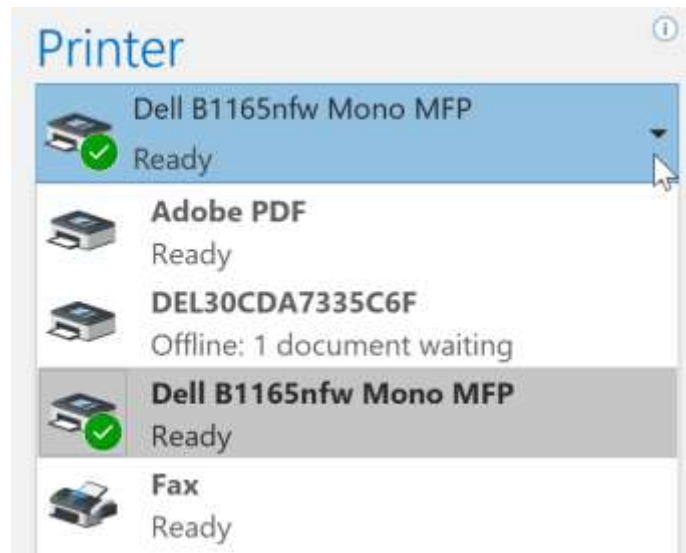 Printer
Dell B1165nfw Mono MFP
Ready
Adobe PDF
Ready
DEL30CDA7335C6F
Offline: 1 document waiting
Dell B1165nfw Mono MFP
Ready
Fax
Ready